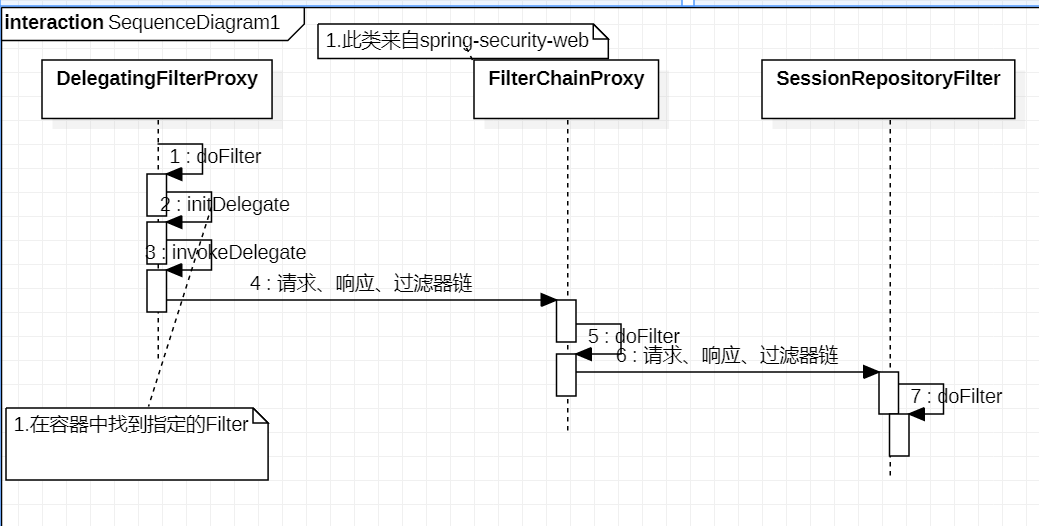 interaction SequenceDiagram1
1.此类来自spring-security-web
DelegatingFilterProxy
FilterChainProxy
SessionRepositoryFilter
1 : doFilter
2 : initDelegate
3 : invokeDelegate
4 : 请求、响应、过滤器链
5 : doFilter
6 : 请求、响应、过滤器链
7 : doFilter
1.在容器中找到指定的Filter